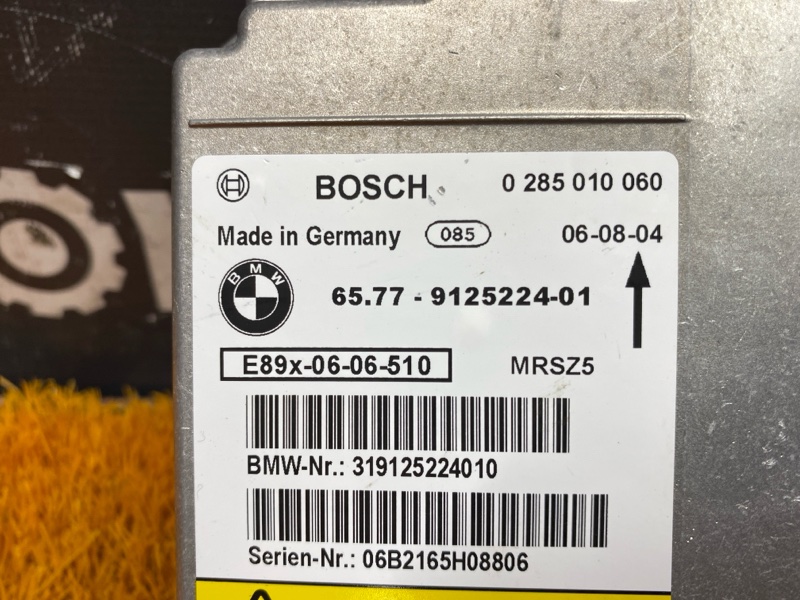 BOSCH 0 285 010 060
Made in Germany 085 06-08-04
BMW
65.77 - 9125224-01
E89x-06-06-510 MRSZ5
BMW-Nr.: 319125224010
Serien-Nr.: 06B2165H08806